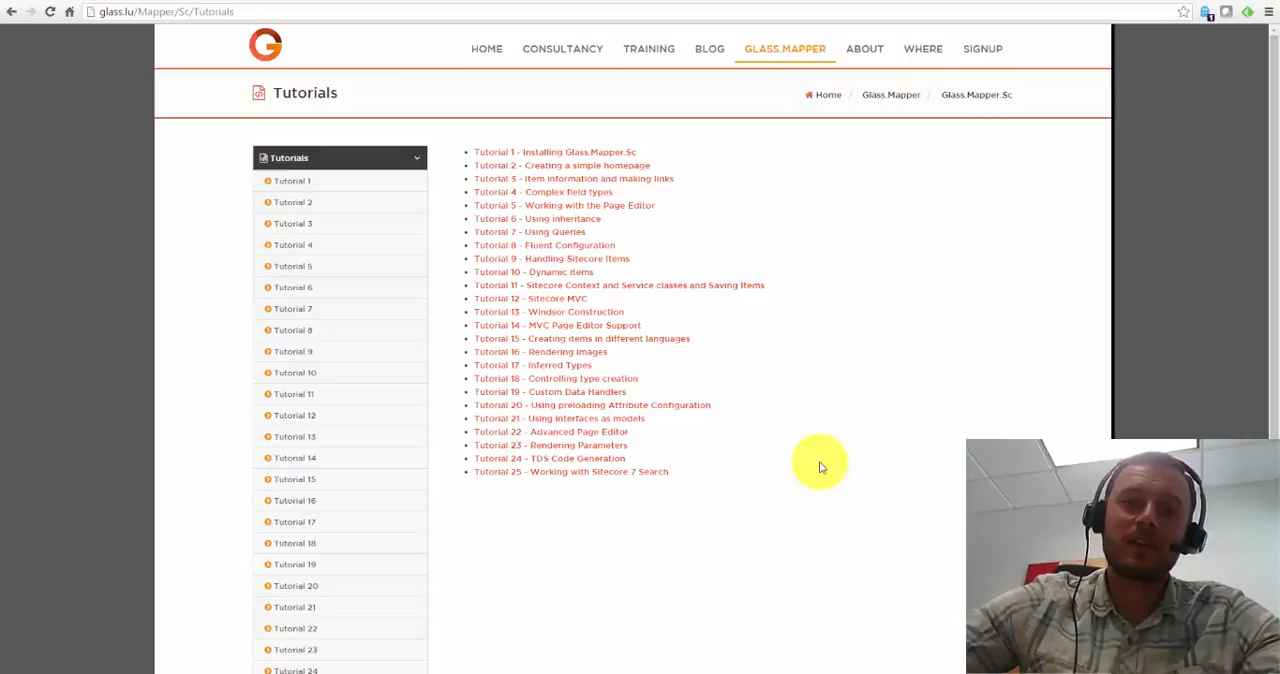 glass.lu/Mapper/Sc/Tutorials
1
G
HOME CONSULTANCY TRAINING BLOG GLASS.MAPPER ABOUT WHERE SIGNUP
Tutorials
Home / Glass.Mapper / Glass.Mapper.Sc
Tutorials
Tutorial 1
Tutorial 2
Tutorial 3
Tutorial 4
Tutorial 5
Tutorial 6
Tutorial 7
Tutorial 8
Tutorial 9
Tutorial 10
Tutorial 11
Tutorial 12
Tutorial 13
Tutorial 14
Tutorial 15
Tutorial 16
Tutorial 17
Tutorial 18
Tutorial 19
Tutorial 20
Tutorial 21
Tutorial 22
Tutorial 23
Tutorial 24
Tutorial 1 - Installing Glass.Mapper.Sc
Tutorial 2 - Creating a simple homepage
Tutorial 3 - Item information and making links
Tutorial 4 - Complex field types
Tutorial 5 - Working with the Page Editor
Tutorial 6 - Using inheritance
Tutorial 7 - Using Queries
Tutorial 8 - Fluent Configuration
Tutorial 9 - Handling Sitecore Items
Tutorial 10 - Dynamic items
Tutorial 11 - Sitecore Context and Service classes and Saving Items
Tutorial 12 - Sitecore MVC
Tutorial 13 - Windsor Construction
Tutorial 14 - MVC Page Editor Support
Tutorial 15 - Creating items in different languages
Tutorial 16 - Rendering images
Tutorial 17 - Inferred Types
Tutorial 18 - Controlling type creation
Tutorial 19 - Custom Data Handlers
Tutorial 20 - Using preloading Attribute Configuration
Tutorial 21 - Using interfaces as models
Tutorial 22 - Advanced Page Editor
Tutorial 23 - Rendering Parameters
Tutorial 24 - TDS Code Generation
Tutorial 25 - Working with Sitecore 7 Search